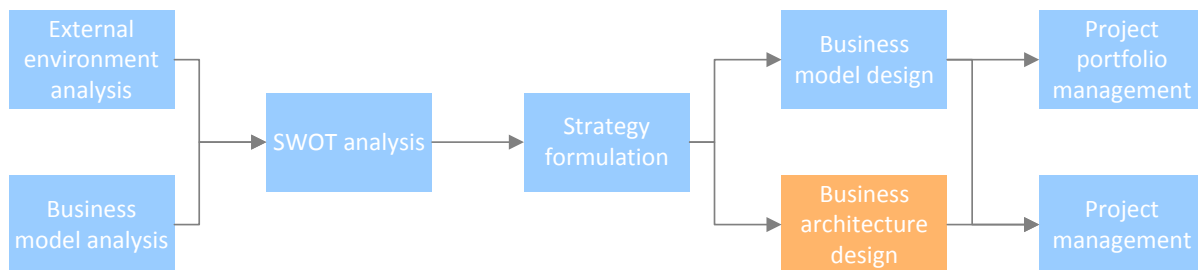 External
environment
analysis
Business
model analysis
SWOT analysis
Strategy
formulation
Business
model design
Business
architecture
design
Project
portfolio
management
Project
management